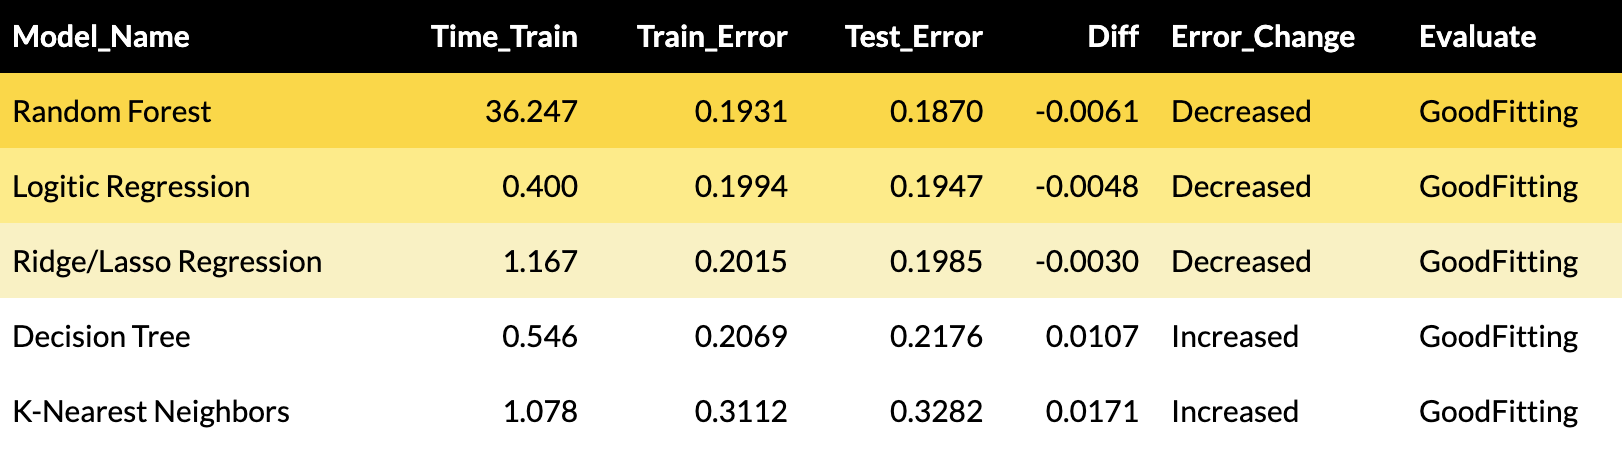 Model_Name Time_Train Train_Error Test_Error Diff Error_Change Evaluate
Random Forest 36.247 0.1931 0.1870 -0.0061 Decreased GoodFitting
Logitic Regression 0.400 0.1994 0.1947 -0.0048 Decreased GoodFitting
Ridge/Lasso Regression 1.167 0.2015 0.1985 -0.0030 Decreased GoodFitting
Decision Tree 0.546 0.2069 0.2176 0.0107 Increased GoodFitting
K-Nearest Neighbors 1.078 0.3112 0.3282 0.0171 Increased GoodFitting